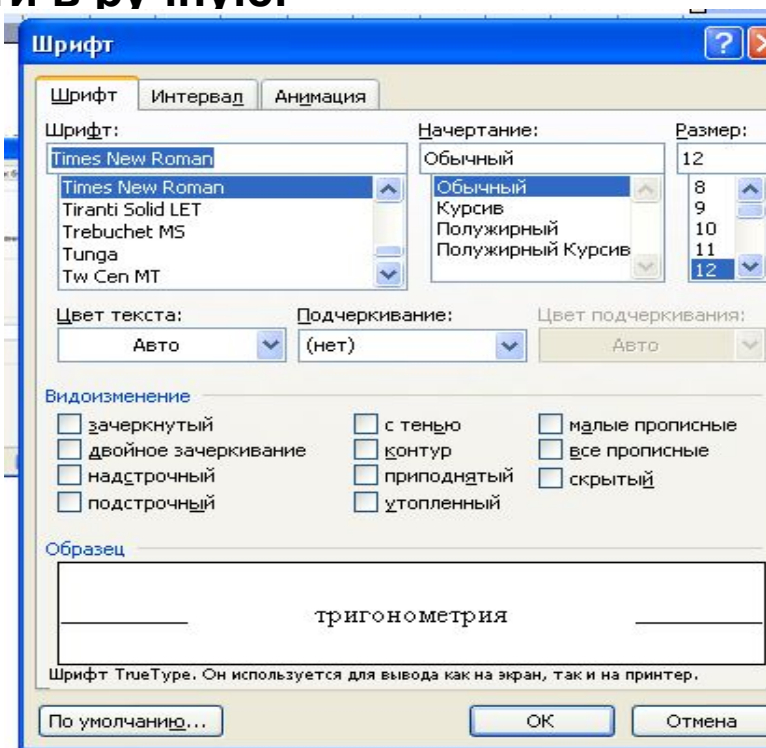 в ручную.
Шрифт
Шрифт Интервал Анимация
Шрифт: Начертание: Размер:
Times New Roman Обычный 12
Times New Roman Обычный 8
Tiranti Solid LET Курсив 9
Trebuchet MS Полужирный 10
Tunga Полужирный Курсив 11
Tw Cen MT 12
Цвет текста: Подчеркивание: Цвет подчеркивания:
Авто (нет) Авто
Видоизменение
зачеркнутый с тенью малые прописные
двойное зачеркивание контур все прописные
надстрочный приподнятый скрытый
подстрочный утопленный
Образец
тригонометрия
Шрифт TrueType. Он используется для вывода как на экран, так и на принтер.
По умолчанию... ОК Отмена